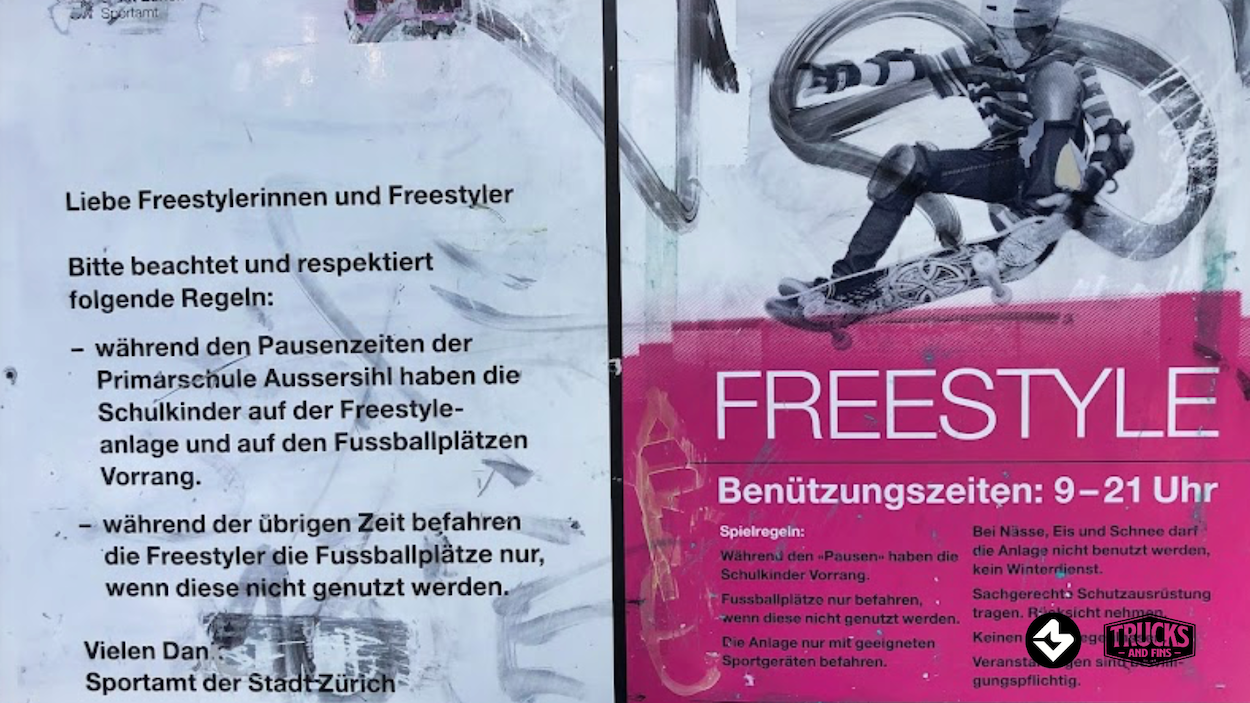 Sportamt
Liebe Freestylerinnen und Freestyler
Bitte beachtet und respektiert
folgende Regeln:
– während den Pausenzeiten der
Primarschule Aussersihl haben die
Schulkinder auf der Freestyle-
anlage und auf den Fussballplätzen
Vorrang.
– während der übrigen Zeit befahren
die Freestyler die Fussballplätze nur,
wenn diese nicht genutzt werden.
Vielen Dan
Sportamt der Stadt Zürich
FREESTYLE
Benützungszeiten: 9–21 Uhr
Spielregeln:
Während den «Pausen» haben die
Schulkinder Vorrang.
Fussballplätze nur befahren,
wenn diese nicht genutzt werden.
Die Anlage nur mit geeigneten
Sportgeräten befahren.
Bei Nässe, Eis und Schnee darf
die Anlage nicht benutzt werden,
kein Winterdienst.
Sachgerechte Schutzausrüstung
tragen. Rücksicht nehmen.
Keinen
sind
gungspflichtig.
TRUCKS
AND FINS